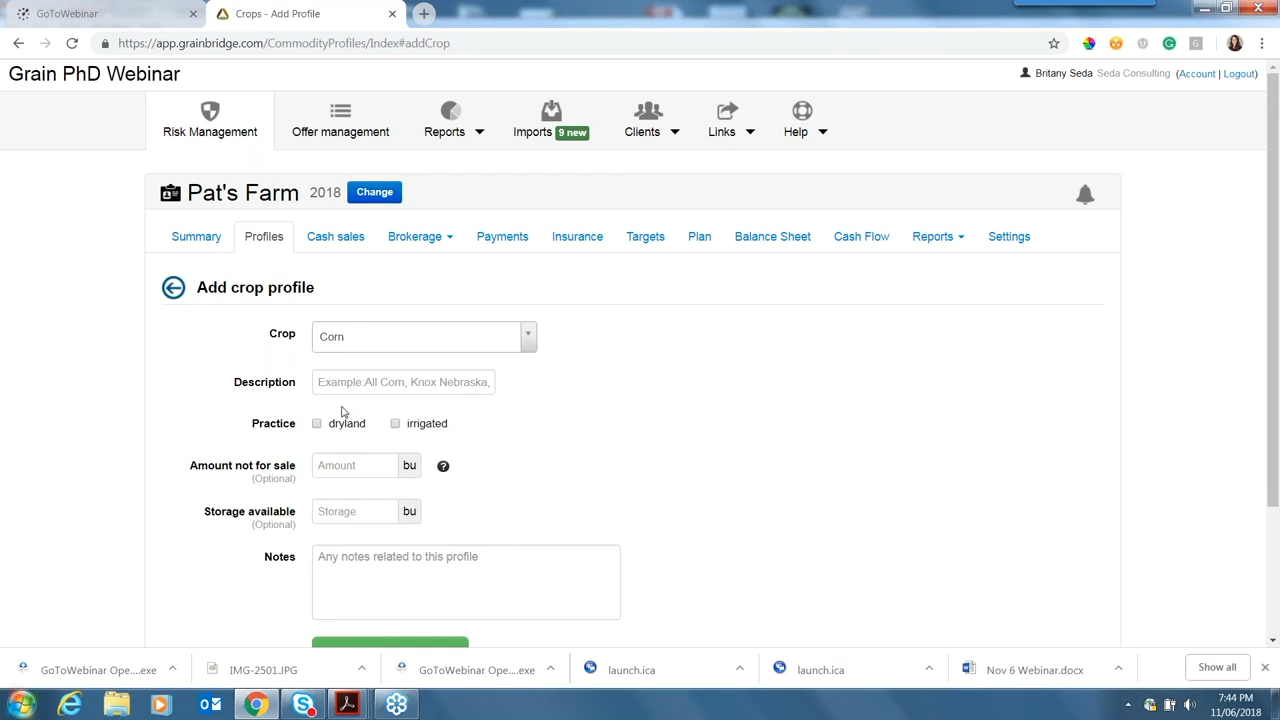 GoToWebinar
Crops - Add Profile
https://app.grainbridge.com/CommodityProfiles/Index#addCrop
Grain PhD Webinar
Britany Seda Seda Consulting (Account | Logout)
Risk Management
Offer management
Reports
Imports 9 new
Clients
Links
Help
Pat's Farm 2018 Change
Summary
Profiles
Cash sales
Brokerage
Payments
Insurance
Targets
Plan
Balance Sheet
Cash Flow
Reports
Settings
Add crop profile
Crop
Corn
Description
Example:All Corn, Knox Nebraska,
Practice
dryland
irrigated
Amount not for sale
(Optional)
Amount
bu
?
Storage available
(Optional)
Storage
bu
Notes
Any notes related to this profile
GoToWebinar Ope....exe
IMG-2501.JPG
GoToWebinar Ope....exe
launch.ica
launch.ica
Nov 6 Webinar.docx
Show all
7:44 PM
11/06/2018